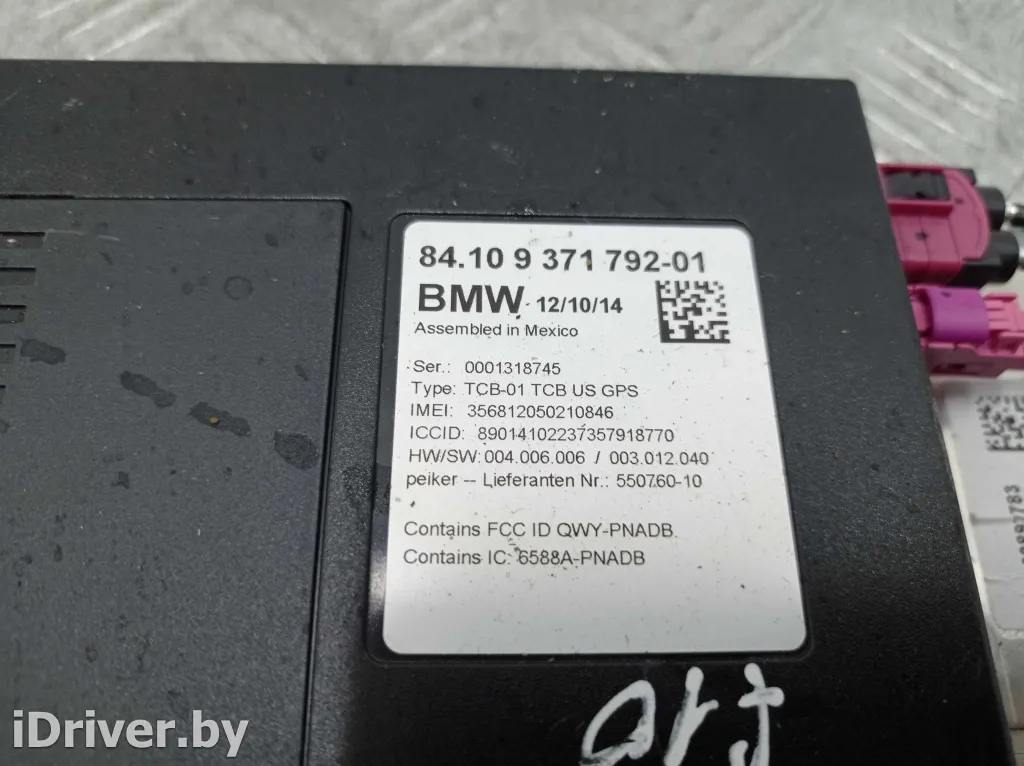 84.10 9 371 792-01
BMW 12/10/14
Assembled in Mexico
Ser.: 0001318745
Type: TCB-01 TCB US GPS
IMEI: 356812050210846
ICCID: 89014102237357918770
HW/SW: 004.006.006 / 003.012.040
peiker -- Lieferanten Nr.: 550760-10
Contains FCC ID QWY-PNADB.
Contains IC: 6588A-PNADB
iDriver.by